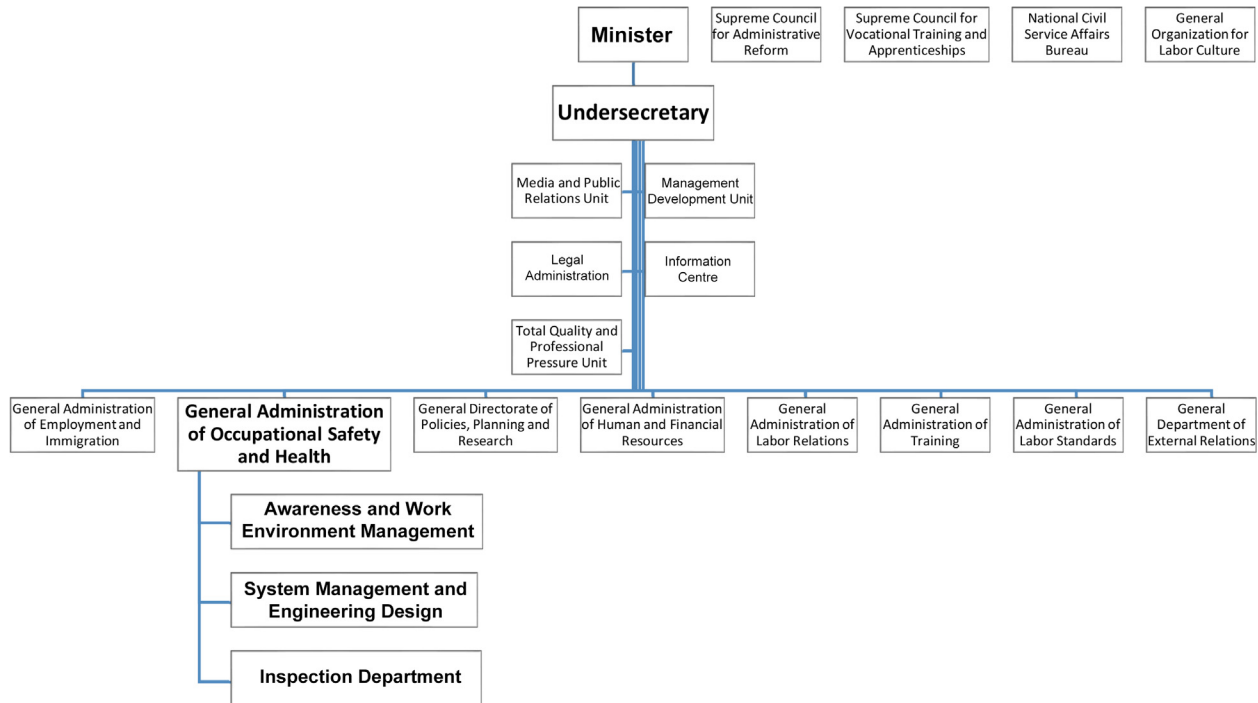 Minister
Supreme Council
for Administrative
Reform
Supreme Council for
Vocational Training and
Apprenticeships
National Civil
Service Affairs
Bureau
General
Organization for
Labor Culture
Undersecretary
Media and Public
Relations Unit
Management
Development Unit
Legal
Administration
Information
Centre
Total Quality and
Professional
Pressure Unit
General Administration
of Employment and
Immigration
General Administration
of Occupational Safety
and Health
General Directorate of
Policies, Planning and
Research
General Administration
of Human and Financial
Resources
General
Administration of
Labor Relations
General
Administration of
Training
General
Administration of
Labor Standards
General
Department of
External Relations
Awareness and Work
Environment Management
System Management and
Engineering Design
Inspection Department